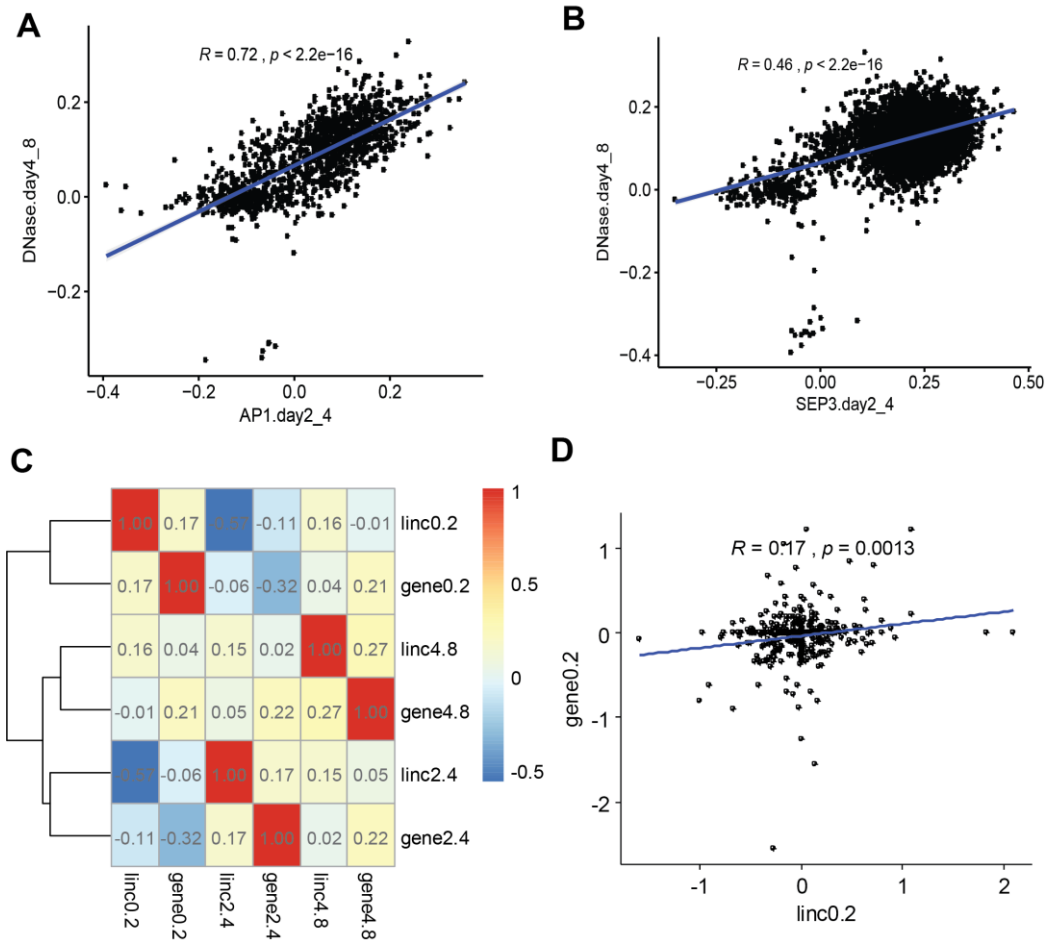 A
R = 0.72 , p < 2.2e−16
DNase.day4_8
0.2
0.0
−0.2
−0.4
−0.2
0.0
0.2
AP1.day2_4
B
R = 0.46 , p < 2.2e−16
DNase.day4_8
0.2
0.0
−0.2
−0.4
−0.25
0.00
0.25
0.50
SEP3.day2_4
C
1.00 0.17 -0.57 -0.11 0.16 -0.01 linc0.2
0.17 1.00 -0.06 -0.32 0.04 0.21 gene0.2
0.16 0.04 0.15 0.02 1.00 0.27 linc4.8
-0.01 0.21 0.05 0.22 0.27 1.00 gene4.8
-0.57 -0.06 1.00 0.17 0.15 0.05 linc2.4
-0.11 -0.32 0.17 1.00 0.02 0.22 gene2.4
linc0.2
gene0.2
linc2.4
gene2.4
linc4.8
gene4.8
1
0.5
0
-0.5
D
R = 0.17 , p = 0.0013
gene0.2
1
0
-1
-2
-1
0
1
2
linc0.2